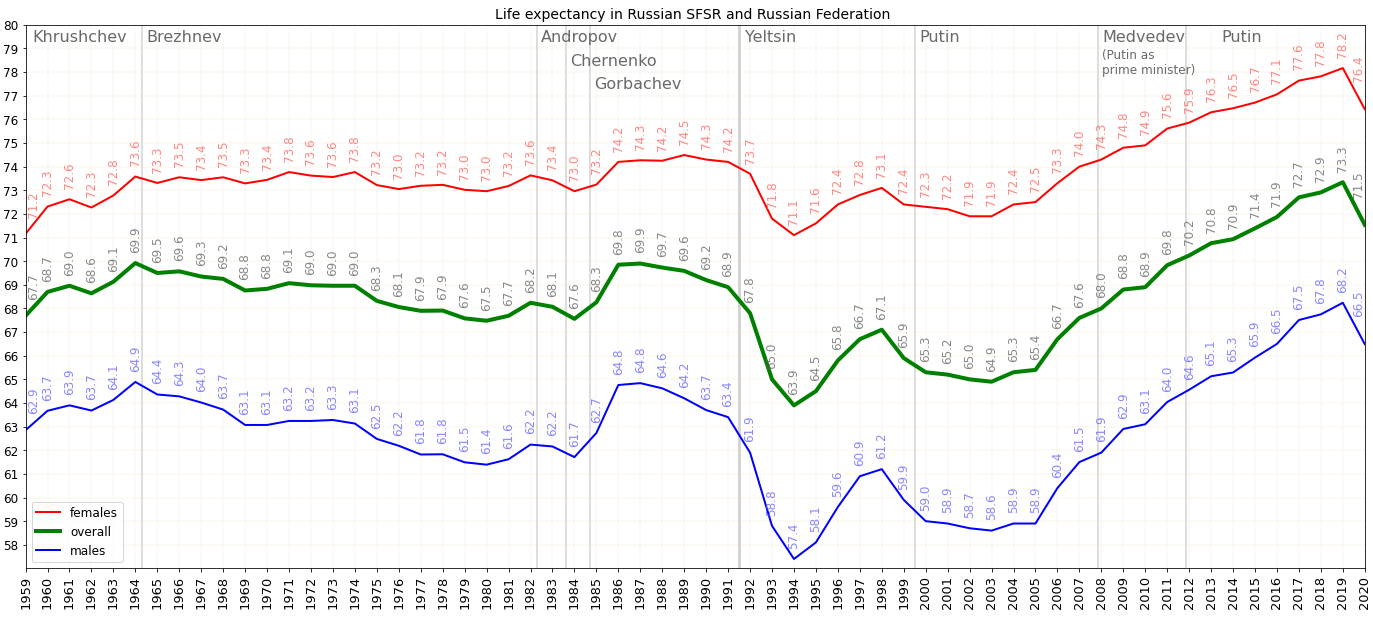 Life expectancy in Russian SFSR and Russian Federation
Khrushchev Brezhnev Andropov Yeltsin Putin Medvedev Putin
(Putin as
prime minister)
Chernenko
Gorbachev
80
79
78
77
76
75
74
73
72
71
70
69
68
67
66
65
64
63
62
61
60
59
58
71.2 72.3 72.6 72.3 72.8 73.6 73.3 73.5 73.4 73.5 73.3 73.4 73.8 73.6 73.6 73.8 73.2 73.0 73.2 73.2 73.0 73.0 73.2 73.6 73.4 73.0 73.2 74.2 74.3 74.2 74.5 74.3 74.2 73.7 71.8 71.1 71.6 72.4 72.8 73.1 72.4 72.3 72.2 71.9 71.9 72.4 72.5 73.3 74.0 74.3 74.8 74.9 75.6 75.9 76.3 76.5 76.7 77.1 77.6 77.8 78.2 76.4
67.7 68.7 69.0 68.6 69.1 69.9 69.5 69.6 69.3 69.2 68.8 68.8 69.1 69.0 69.0 69.0 68.3 68.1 67.9 67.9 67.6 67.5 67.7 68.2 68.1 67.6 68.3 69.8 69.9 69.7 69.6 69.2 68.9 67.8 65.0 63.9 64.5 65.8 66.7 67.1 65.9 65.3 65.2 65.0 64.9 65.3 65.4 66.7 67.6 68.0 68.8 68.9 69.8 70.2 70.8 70.9 71.4 71.9 72.7 72.9 73.3 71.5
62.9 63.7 63.9 63.7 64.1 64.9 64.4 64.3 64.0 63.7 63.1 63.1 63.2 63.2 63.3 63.1 62.5 62.2 61.8 61.8 61.5 61.4 61.6 62.2 62.2 61.7 62.7 64.8 64.8 64.6 64.2 63.7 63.4 61.9 58.8 57.4 58.1 59.6 60.9 61.2 59.9 59.0 58.9 58.7 58.6 58.9 58.9 60.4 61.5 61.9 62.9 63.1 64.0 64.6 65.1 65.3 65.9 66.5 67.5 67.8 68.2 66.5
females
overall
males
1959 1960 1961 1962 1963 1964 1965 1966 1967 1968 1969 1970 1971 1972 1973 1974 1975 1976 1977 1978 1979 1980 1981 1982 1983 1984 1985 1986 1987 1988 1989 1990 1991 1992 1993 1994 1995 1996 1997 1998 1999 2000 2001 2002 2003 2004 2005 2006 2007 2008 2009 2010 2011 2012 2013 2014 2015 2016 2017 2018 2019 2020